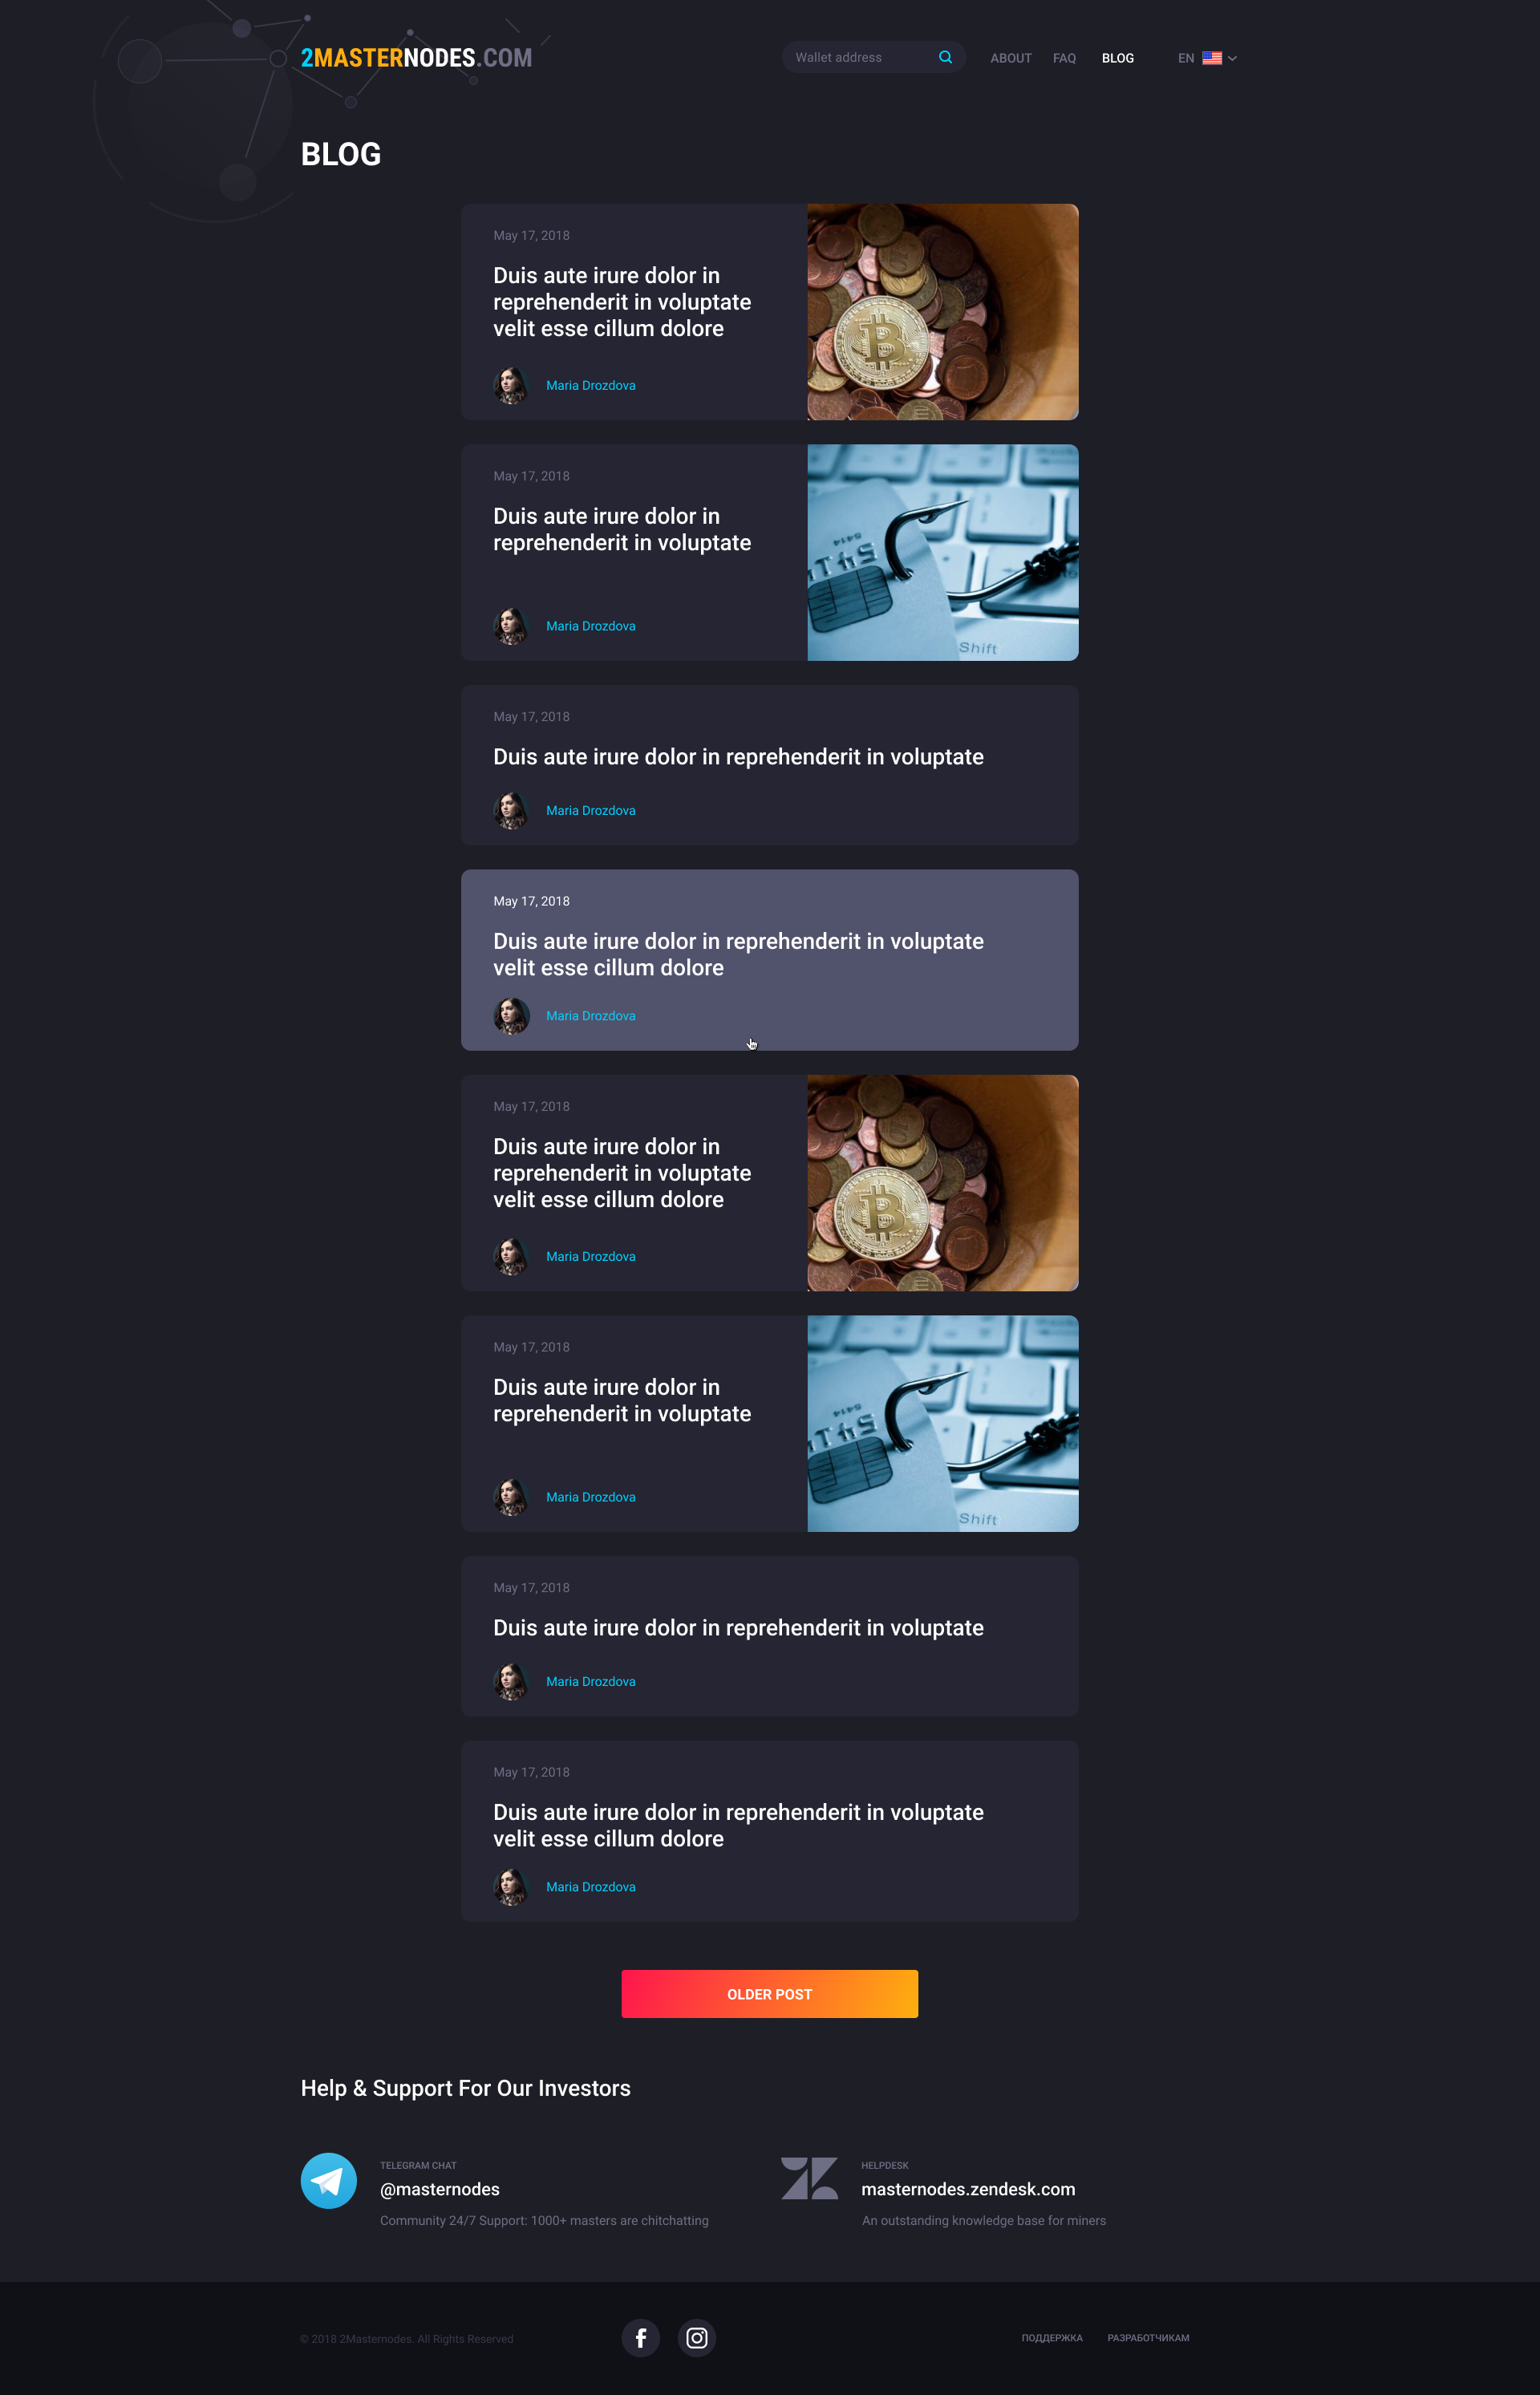 2MASTERNODES.COM
Wallet address
ABOUT
FAQ
BLOG
EN
BLOG
May 17, 2018
Duis aute irure dolor in
reprehenderit in voluptate
velit esse cillum dolore
Maria Drozdova
May 17, 2018
Duis aute irure dolor in
reprehenderit in voluptate
Maria Drozdova
5414
Shift
May 17, 2018
Duis aute irure dolor in reprehenderit in voluptate
Maria Drozdova
May 17, 2018
Duis aute irure dolor in reprehenderit in voluptate
velit esse cillum dolore
Maria Drozdova
May 17, 2018
Duis aute irure dolor in
reprehenderit in voluptate
velit esse cillum dolore
Maria Drozdova
May 17, 2018
Duis aute irure dolor in
reprehenderit in voluptate
Maria Drozdova
5414
Shift
May 17, 2018
Duis aute irure dolor in reprehenderit in voluptate
Maria Drozdova
May 17, 2018
Duis aute irure dolor in reprehenderit in voluptate
velit esse cillum dolore
Maria Drozdova
OLDER POST
Help & Support For Our Investors
TELEGRAM CHAT
@masternodes
Community 24/7 Support: 1000+ masters are chitchatting
HELPDESK
masternodes.zendesk.com
An outstanding knowledge base for miners
© 2018 2Masternodes. All Rights Reserved
ПОДДЕРЖКА
РАЗРАБОТЧИКАМ